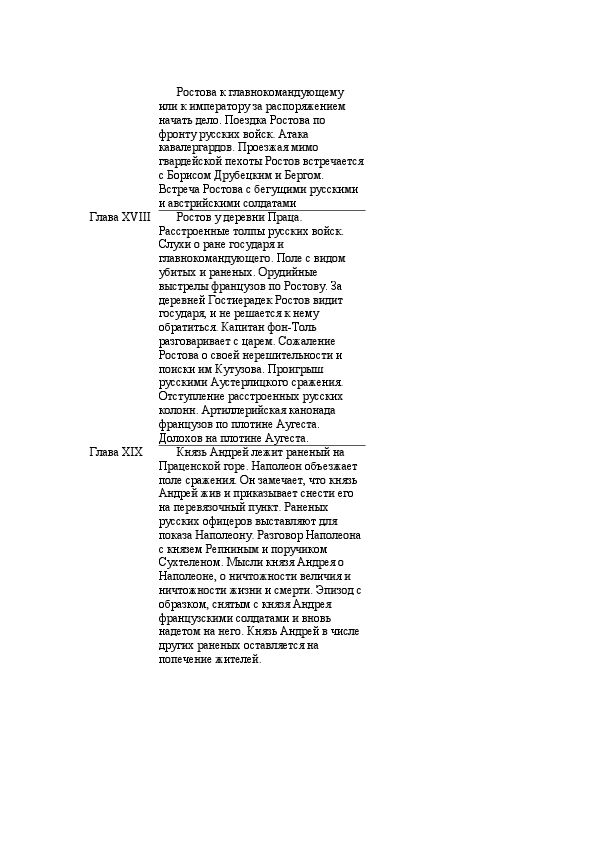 Ростова к главнокомандующему
или к императору за распоряжением
начать дело. Поездка Ростова по
фронту русских войск. Атака
кавалергардов. Проезжая мимо
гвардейской пехоты Ростов встречается
с Борисом Друбецким и Бергом.
Встреча Ростова с бегущими русскими
и австрийскими солдатами
Глава XVIII Ростов у деревни Праца.
Расстроенные толпы русских войск.
Слухи о ране государя и
главнокомандующего. Поле с видом
убитых и раненых. Орудийные
выстрелы французов по Ростову. За
деревней Гостиерадек Ростов видит
государя, и не решается к нему
обратиться. Капитан фон-Толь
разговаривает с царем. Сожаление
Ростова о своей нерешительности и
поиски им Кутузова. Проигрыш
русскими Аустерлицкого сражения.
Отступление расстроенных русских
колонн. Артиллерийская канонада
французов по плотине Аугеста.
Долохов на плотине Аугеста.
Глава XIX Князь Андрей лежит раненый на
Праценской горе. Наполеон объезжает
поле сражения. Он замечает, что князь
Андрей жив и приказывает снести его
на перевязочный пункт. Раненых
русских офицеров выставляют для
показа Наполеону. Разговор Наполеона
с князем Репниным и поручиком
Сухтеленом. Мысли князя Андрея о
Наполеоне, о ничтожности величия и
ничтожности жизни и смерти. Эпизод с
образком, снятым с князя Андрея
французскими солдатами и вновь
надетом на него. Князь Андрей в числе
других раненых оставляется на
попечение жителей.